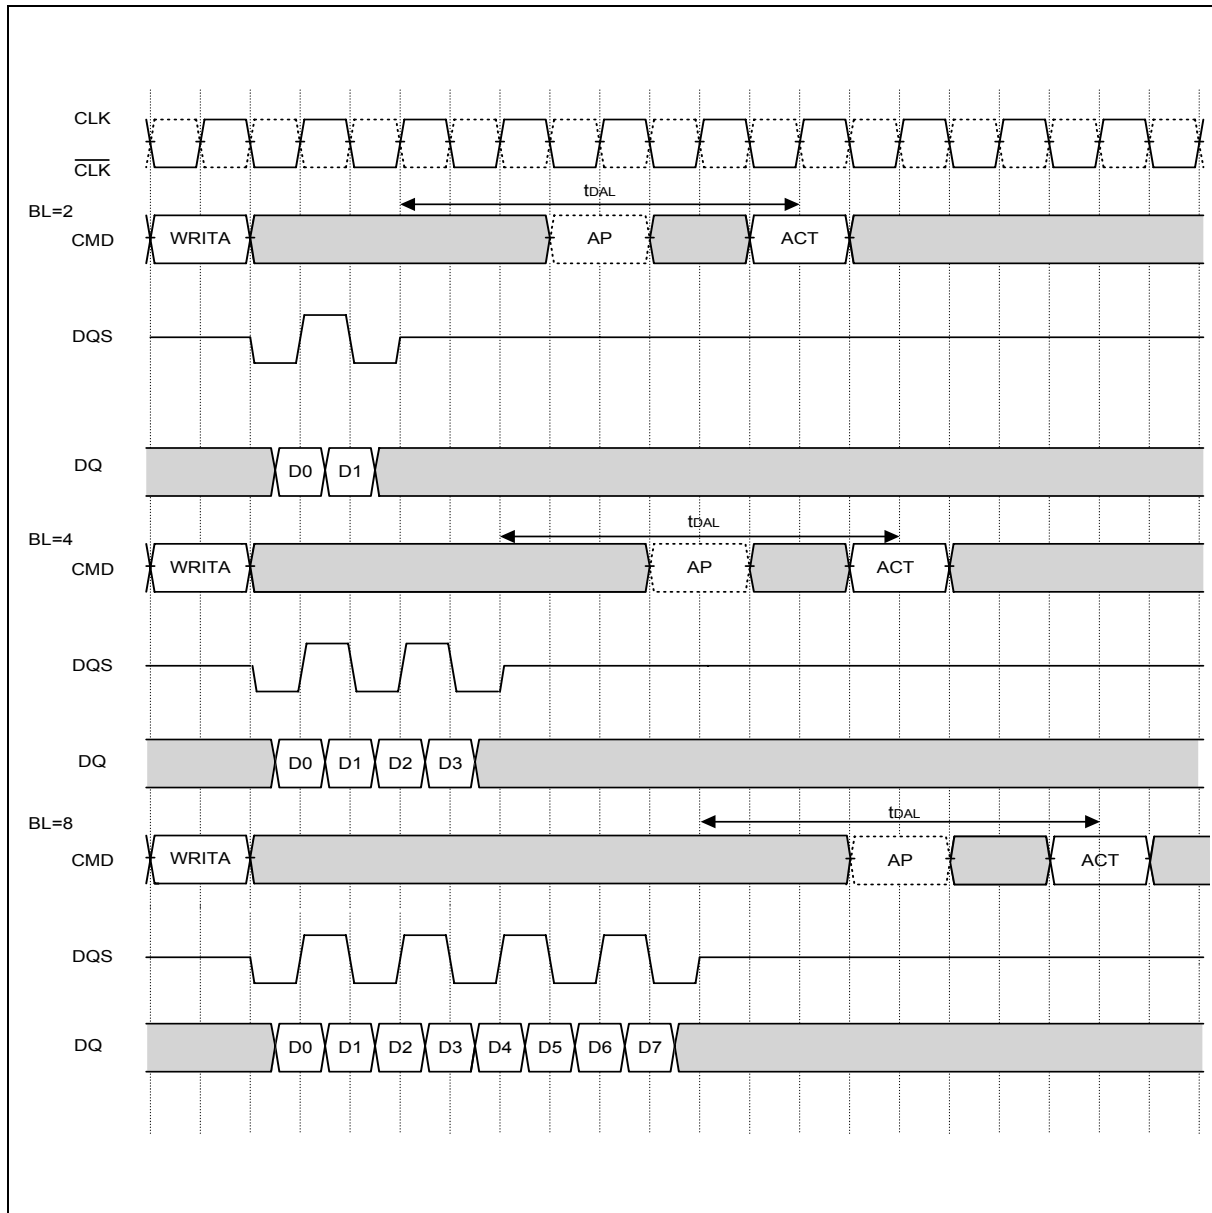 CLK
CLK
BL=2
tDAL
CMD WRITA AP ACT
DQS
DQ D0 D1
BL=4
tDAL
CMD WRITA AP ACT
DQS
DQ D0 D1 D2 D3
BL=8
tDAL
CMD WRITA AP ACT
DQS
DQ D0 D1 D2 D3 D4 D5 D6 D7